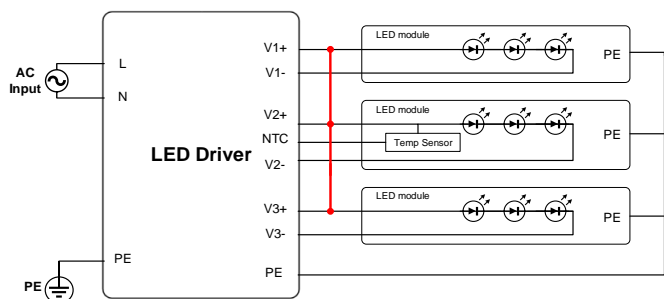 AC
Input
L
N
LED Driver
PE
PE
V1+
V1-
V2+
NTC
V2-
V3+
V3-
PE
LED module
PE
LED module
Temp Sensor
PE
LED module
PE